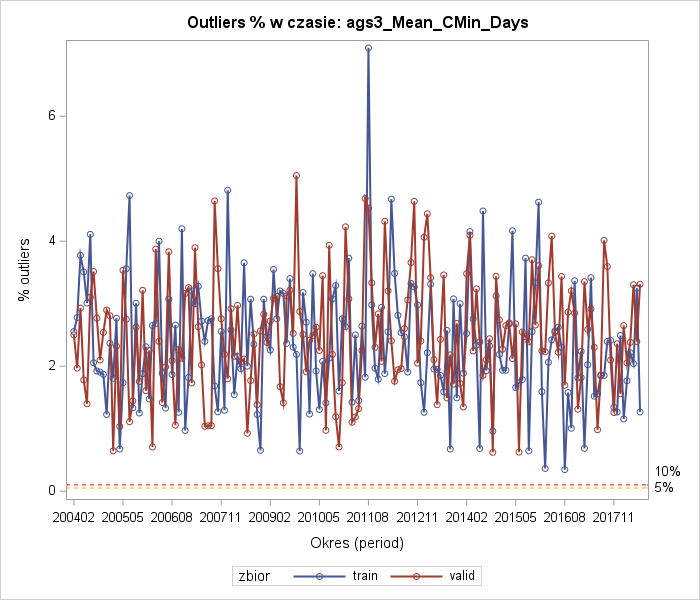 Outliers % w czasie: ags3_Mean_CMin_Days
% outliers
6
4
2
0
10%
5%
200402 200505 200608 200711 200902 201005 201108 201211 201402 201505 201608 201711
Okres (period)
zbior train valid